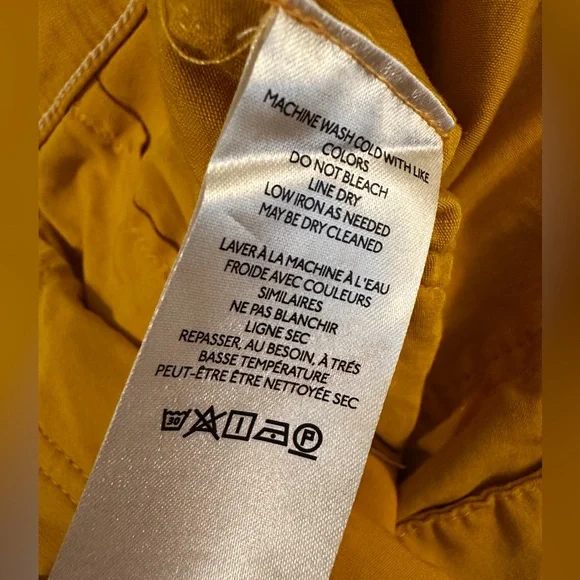 MACHINE WASH COLD WITH LIKE
COLORS
DO NOT BLEACH
LINE DRY
LOW IRON AS NEEDED
MAY BE DRY CLEANED
LAVER À LA MACHINE À L'EAU
FROIDE AVEC COULEURS
SIMILAIRES
NE PAS BLANCHIR
LIGNE SEC
REPASSER, AU BESOIN, À TRÉS
BASSE TEMPÉRATURE
PEUT-ÊTRE ÊTRE NETTOYÉE SEC
30 P